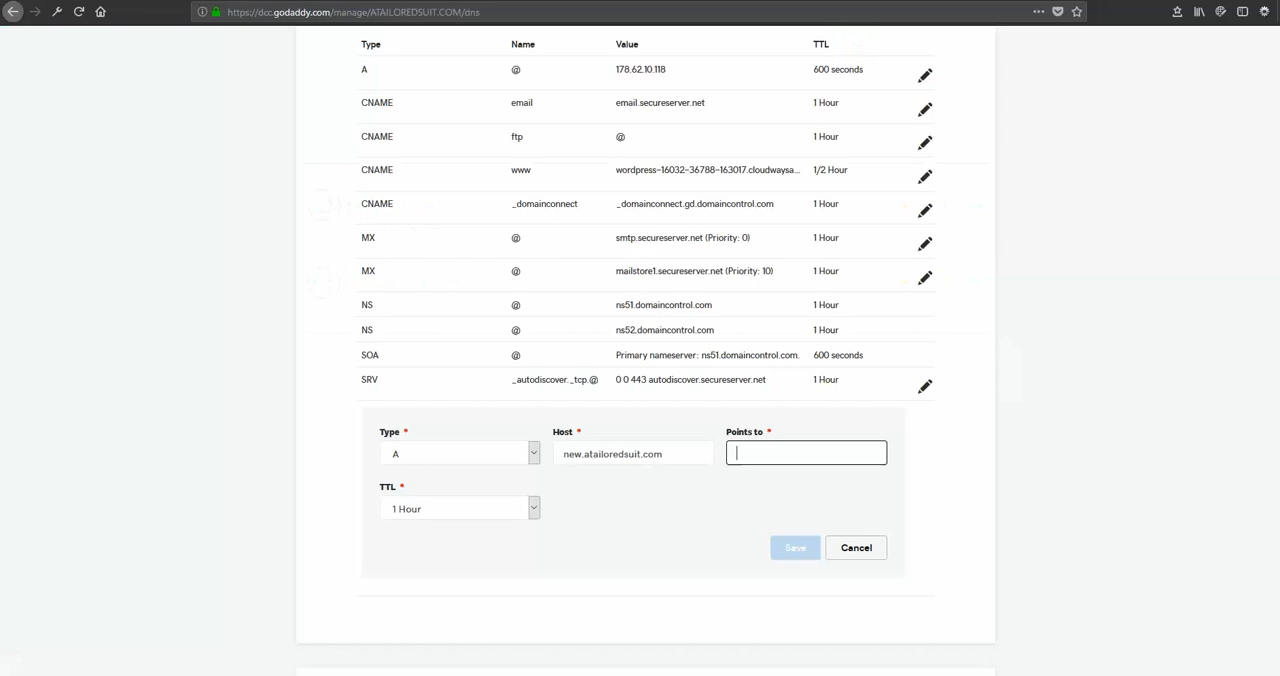 https://dcc.godaddy.com/manage/ATAILOREDSUIT.COM/dns
Type Name Value TTL
A @ 178.62.10.118 600 seconds
CNAME email email.secureserver.net 1 Hour
CNAME ftp @ 1 Hour
CNAME www wordpress-16032-36788-163017.cloudwaysa... 1/2 Hour
CNAME _domainconnect _domainconnect.gd.domaincontrol.com 1 Hour
MX @ smtp.secureserver.net (Priority: 0) 1 Hour
MX @ mailstore1.secureserver.net (Priority: 10) 1 Hour
NS @ ns51.domaincontrol.com 1 Hour
NS @ ns52.domaincontrol.com 1 Hour
SOA @ Primary nameserver: ns51.domaincontrol.com. 600 seconds
SRV _autodiscover._tcp.@ 0 0 443 autodiscover.secureserver.net 1 Hour
Type * Host * Points to *
A new.atailoredsuit.com
TTL *
1 Hour
Save Cancel